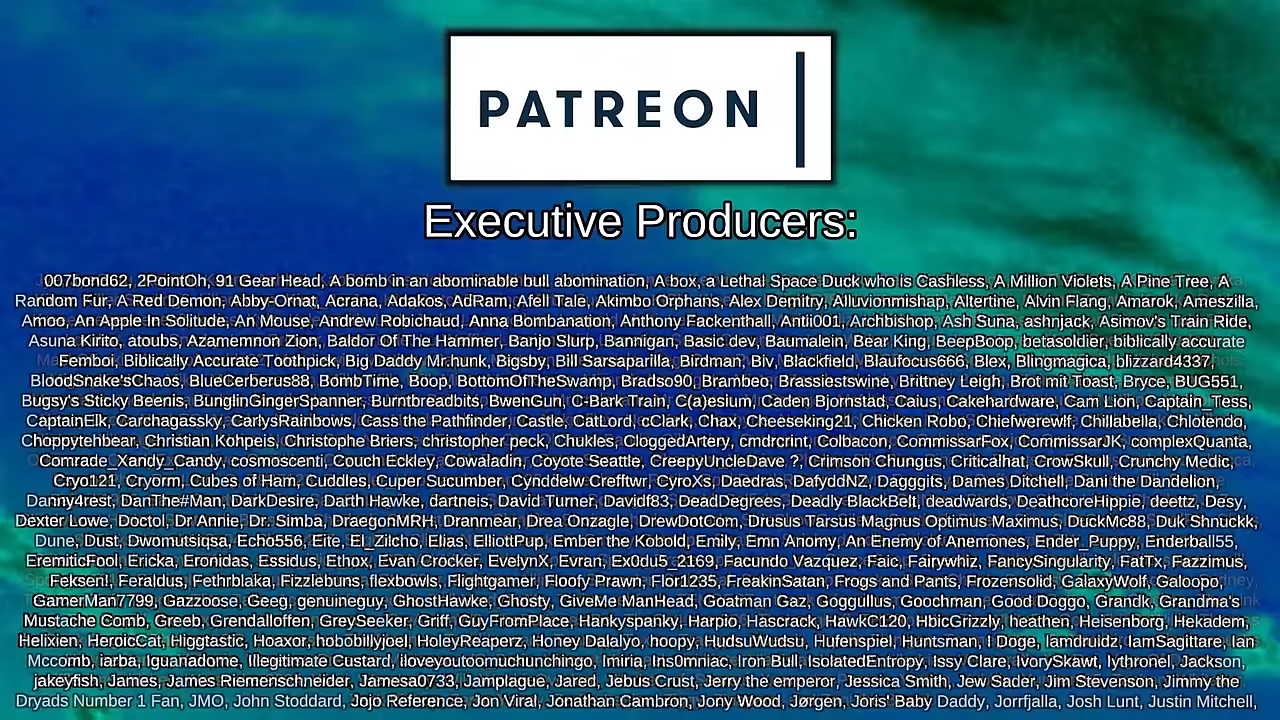 PATREON
Executive Producers:
007bond62, 2PointOh, 91 Gear Head, A bomb in an abominable bull abomination, A box, a Lethal Space Duck who is Cashless, A Million Violets, A Pine Tree, A
Random Fur, A Red Demon, Abby-Ornat, Acrana, Adakos, AdRam, Afell Tale, Akimbo Orphans, Alex Demitry, Alluvionmishap, Altertine, Alvin Flang, Amarok, Ameszilla,
Amoo, An Apple In Solitude, An Mouse, Andrew Robichaud, Anna Bombanation, Anthony Fackenthall, Antii001, Archbishop, Ash Suna, ashnjack, Asimov's Train Ride,
Asuna Kirito, atoubs, Azamemnon Zion, Baldor Of The Hammer, Banjo Slurp, Bannigan, Basic dev, Baumalein, Bear King, BeepBoop, betasoldier, biblically accurate
Femboi, Biblically Accurate Toothpick, Big Daddy Mr.hunk, Bigsby, Bill Sarsaparilla, Birdman, Biv, Blackfield, Blaufocus666, Blex, Blingmagica, blizzard4337,
BloodSnake'sChaos, BlueCerberus88, BombTime, Boop, BottomOfTheSwamp, Bradso90, Brambeo, Brassiestswine, Brittney Leigh, Brot mit Toast, Bryce, BUG551,
Bugsy's Sticky Beenis, BunglinGingerSpanner, Burntbreadbits, BwenGun, C-Bark Train, C(a)esium, Caden Bjornstad, Caius, Cakehardware, Cam Lion, Captain_Tess,
CaptainElk, Carchagassky, CarlysRainbows, Cass the Pathfinder, Castle, CatLord, cClark, Chax, Cheeseking21, Chicken Robo, Chiefwerewlf, Chillabella, Chlotendo,
Choppytehbear, Christian Kohpeis, Christophe Briers, christopher peck, Chukles, CloggedArtery, cmdrcrint, Colbacon, CommissarFox, CommissarJK, complexQuanta,
Comrade_Xandy_Candy, cosmoscenti, Couch Eckley, Cowaladin, Coyote Seattle, CreepyUncleDave ?, Crimson Chungus, Criticalhat, CrowSkull, Crunchy Medic,
Cryo121, Cryorm, Cubes of Ham, Cuddles, Cuper Sucumber, Cynddelw Crefftwr, CyroXs, Daedras, DafyddNZ, Dagggits, Dames Ditchell, Dani the Dandelion,
Danny4rest, DanThe#Man, DarkDesire, Darth Hawke, dartneis, David Turner, Davidf83, DeadDegrees, Deadly BlackBelt, deadwards, DeathcoreHippie, deettz, Desy,
Dexter Lowe, Doctol, Dr Annie, Dr. Simba, DraegonMRH, Dranmear, Drea Onzagle, DrewDotCom, Drusus Tarsus Magnus Optimus Maximus, DuckMc88, Duk Shnuckk,
Dune, Dust, Dwomutsiqsa, Echo556, Eite, El_Zilcho, Elias, ElliottPup, Ember the Kobold, Emily, Emn Anomy, An Enemy of Anemones, Ender_Puppy, Enderball55,
EremiticFool, Ericka, Eronidas, Essidus, Ethox, Evan Crocker, EvelynX, Evran, Ex0du5_2169, Facundo Vazquez, Faic, Fairywhiz, FancySingularity, FatTx, Fazzimus,
Feksen!, Feraldus, Fethrblaka, Fizzlebuns, flexbowls, Flightgamer, Floofy Prawn, Flor1235, FreakinSatan, Frogs and Pants, Frozensolid, GalaxyWolf, Galoopo,
GamerMan7799, Gazzoose, Geeg, genuineguy, GhostHawke, Ghosty, GiveMe ManHead, Goatman Gaz, Goggullus, Goochman, Good Doggo, Grandk, Grandma's
Mustache Comb, Greeb, Grendalloffen, GreySeeker, Griff, GuyFromPlace, Hankyspanky, Harpio, Hascrack, HawkC120, HbicGrizzly, heathen, Heisenborg, Hekadem,
Helixien, HeroicCat, Higgtastic, Hoaxor, hohobillyjoel, HoleyReaperz, Honey Dalalyo, hoopy, HudsuWudsu, Hufenspiel, Huntsman, I Doge, Iamdruidz, IamSagittare, Ian
Mccomb, iarba, Iguanadome, Illegitimate Custard, iloveyoutoomuchunchingo, Imiria, Ins0mniac, Iron Bull, IsolatedEntropy, Issy Clare, IvorySkawt, Iythronel, Jackson,
jakeyfish, James, James Riemenschneider, Jamesa0733, Jamplague, Jared, Jebus Crust, Jerry the emperor, Jessica Smith, Jew Sader, Jim Stevenson, Jimmy the
Dryads Number 1 Fan, JMO, John Stoddard, Jojo Reference, Jon Viral, Jonathan Cambron, Jony Wood, Jørgen, Joris' Baby Daddy, Jorrfjalla, Josh Lunt, Justin Mitchell,